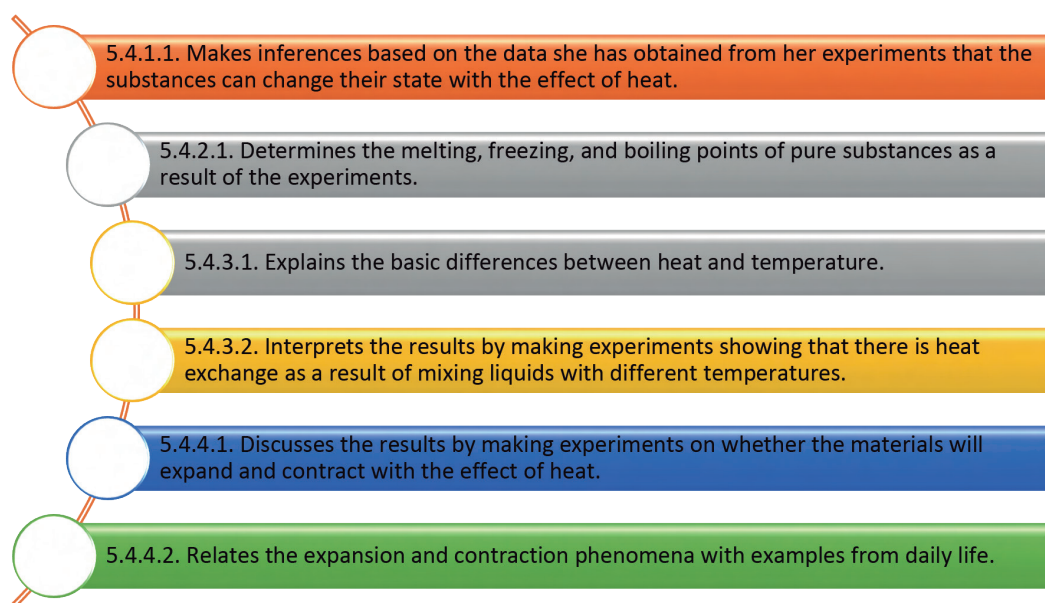 5.4.1.1. Makes inferences based on the data she has obtained from her experiments that the
substances can change their state with the effect of heat.
5.4.2.1. Determines the melting, freezing, and boiling points of pure substances as a
result of the experiments.
5.4.3.1. Explains the basic differences between heat and temperature.
5.4.3.2. Interprets the results by making experiments showing that there is heat
exchange as a result of mixing liquids with different temperatures.
5.4.4.1. Discusses the results by making experiments on whether the materials will
expand and contract with the effect of heat.
5.4.4.2. Relates the expansion and contraction phenomena with examples from daily life.